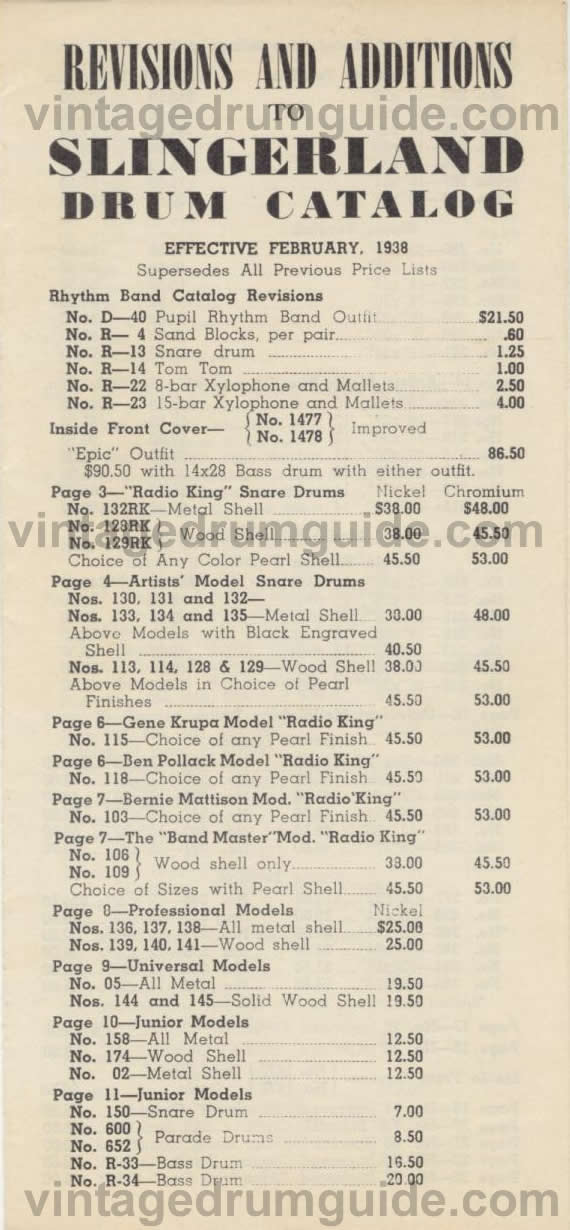 REVISIONS AND ADDITIONS
vintagedrumguide.com
TO
SLINGERLAND
DRUM CATALOG
EFFECTIVE FEBRUARY, 1938
Supersedes All Previous Price Lists
Rhythm Band Catalog Revisions
No. D—40 Pupil Rhythm Band Outfit $21.50
No. R— 4 Sand Blocks, per pair .60
No. R—13 Snare drum 1.25
No. R—14 Tom Tom 1.00
No. R—22 8-bar Xylophone and Mallets 2.50
No. R—23 15-bar Xylophone and Mallets 4.00
Inside Front Cover— { No. 1477 } Improved
{ No. 1478 }
"Epic" Outfit 86.50
$90.50 with 14x28 Bass drum with either outfit.
Page 3—"Radio King" Snare Drums Nickel Chromium
No. 132RK—Metal Shell $38.00 $48.00
vintagedrumguide.com
No. 128RK } Wood Shell 38.00 45.50
No. 129RK }
Choice of Any Color Pearl Shell 45.50 53.00
Page 4—Artists' Model Snare Drums
Nos. 130, 131 and 132—
Nos. 133, 134 and 135—Metal Shell 38.00 48.00
Above Models with Black Engraved
Shell 40.50
Nos. 113, 114, 128 & 129—Wood Shell 38.00 45.50
Above Models in Choice of Pearl
Finishes 45.50 53.00
Page 6—Gene Krupa Model "Radio King"
No. 115—Choice of any Pearl Finish 45.50 53.00
Page 6—Ben Pollack Model "Radio King"
No. 118—Choice of any Pearl Finish 45.50 53.00
Page 7—Bernie Mattison Mod. "Radio King"
No. 103—Choice of any Pearl Finish 45.50 53.00
Page 7—The "Band Master" Mod. "Radio King"
No. 106 } Wood shell only 38.00 45.50
No. 109 }
Choice of Sizes with Pearl Shell 45.50 53.00
Page 8—Professional Models Nickel
Nos. 136, 137, 138—All metal shell $25.00
Nos. 139, 140, 141—Wood shell 25.00
Page 9—Universal Models
No. 05—All Metal 19.50
Nos. 144 and 145—Solid Wood Shell 19.50
Page 10—Junior Models
No. 158—All Metal 12.50
No. 174—Wood Shell 12.50
No. 02—Metal Shell 12.50
Page 11—Junior Models
No. 150—Snare Drum 7.00
No. 600 } Parade Drums 8.50
No. 652 }
No. R-33—Bass Drum 16.50
No. R-34—Bass Drum 20.00
vintagedrumguide.com